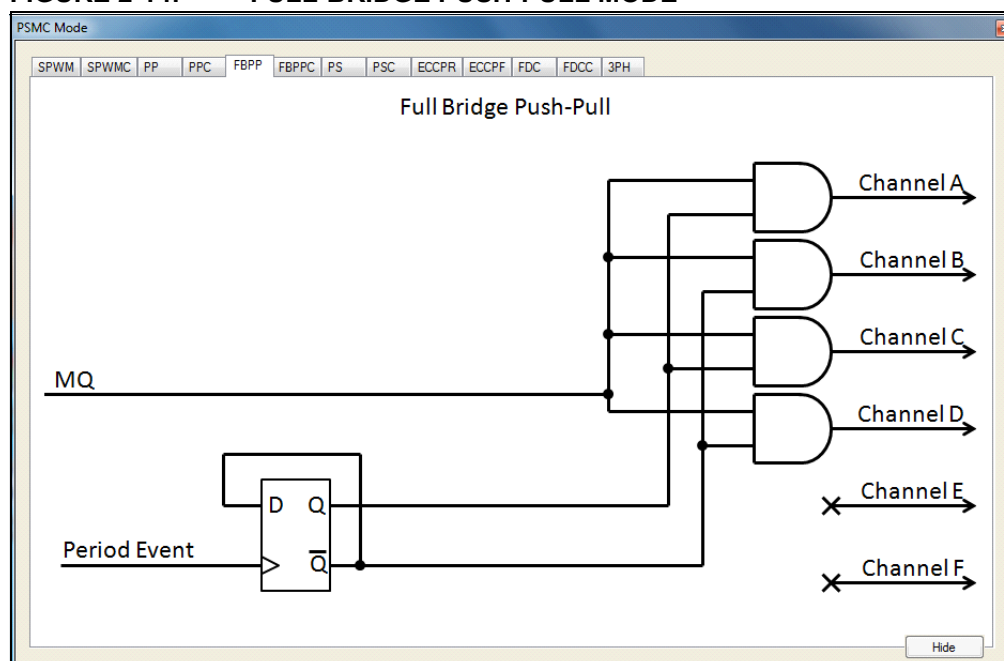 PSMC Mode
SPWM SPWMC PP PPC FBPP FBPPC PS PSC ECCPR ECCPF FDC FDCC 3PH
Full Bridge Push-Pull
Channel A
Channel B
Channel C
MQ
Channel D
D Q
Channel E
Period Event
Q
Channel F
Hide